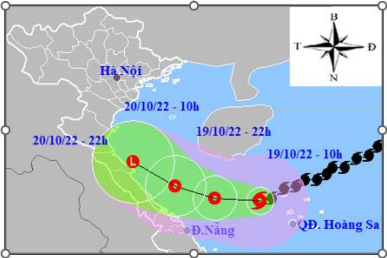 B
T Đ
N
Hà Nội
20/10/22 - 10h
20/10/22 - 22h
19/10/22 - 22h
19/10/22 - 10h
L
Đ.Nẵng
QĐ. Hoàng Sa